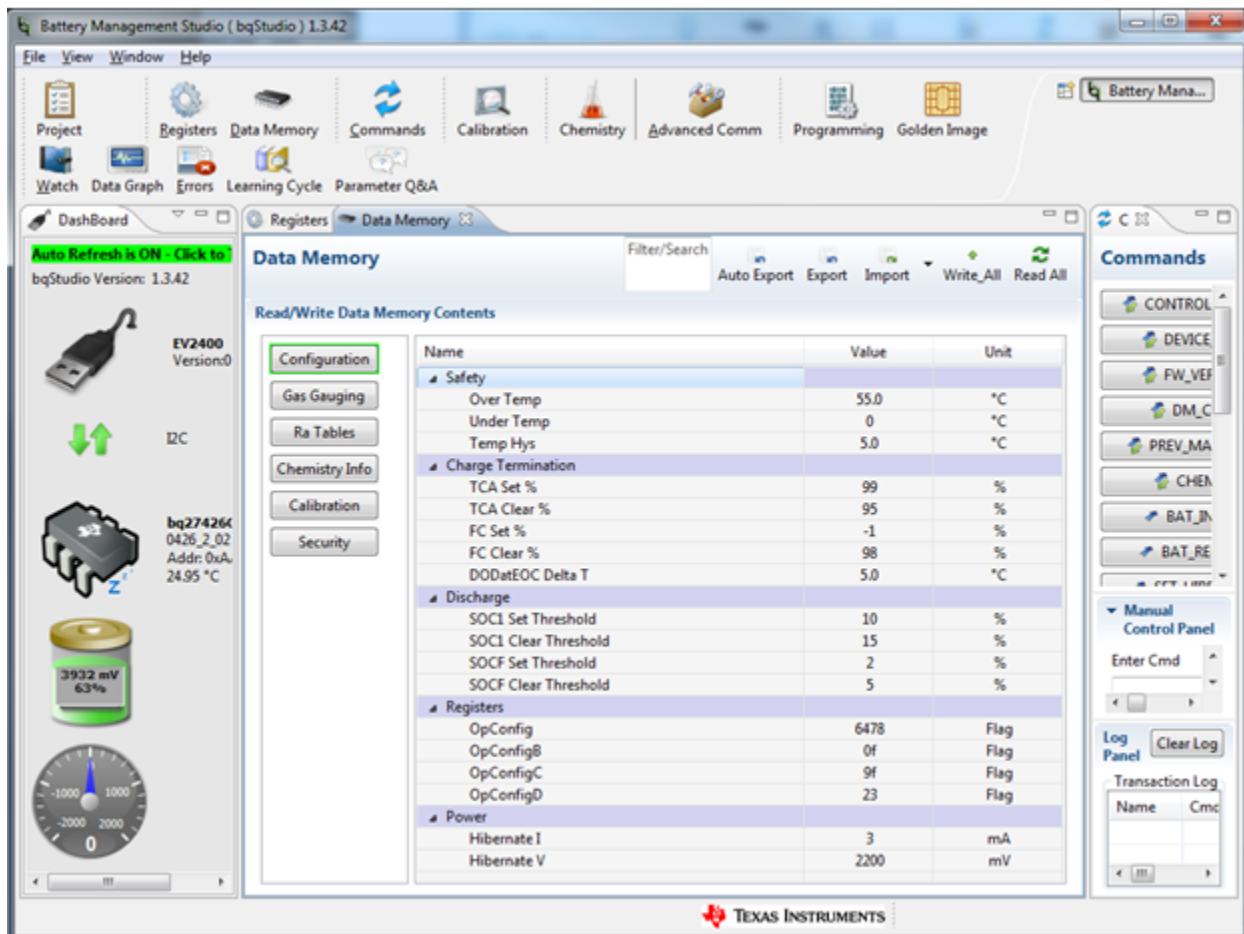 Battery Management Studio ( bqStudio ) 1.3.42
File View Window Help
Project Registers Data Memory Commands Calibration Chemistry Advanced Comm Programming Golden Image
Battery Mana...
Watch Data Graph Errors Learning Cycle Parameter Q&A
DashBoard
Registers Data Memory
C
Auto Refresh is ON - Click to
bqStudio Version: 1.3.42
EV2400
Version:0
I2C
bq27426
0426_2_02
Addr: 0xA
24.95 °C
3932 mV
63%
-1000 1000
-2000 2000
0
Data Memory
Filter/Search
Auto Export Export Import Write_All Read All
Read/Write Data Memory Contents
Configuration
Gas Gauging
Ra Tables
Chemistry Info
Calibration
Security
Name Value Unit
Safety
Over Temp 55.0 °C
Under Temp 0 °C
Temp Hys 5.0 °C
Charge Termination
TCA Set % 99 %
TCA Clear % 95 %
FC Set % -1 %
FC Clear % 98 %
DODatEOC Delta T 5.0 °C
Discharge
SOC1 Set Threshold 10 %
SOC1 Clear Threshold 15 %
SOCF Set Threshold 2 %
SOCF Clear Threshold 5 %
Registers
OpConfig 6478 Flag
OpConfigB 0f Flag
OpConfigC 9f Flag
OpConfigD 23 Flag
Power
Hibernate I 3 mA
Hibernate V 2200 mV
Commands
CONTROL
DEVICE
FW_VER
DM_C
PREV_MA
CHEM
BAT_IN
BAT_RE
Manual
Control Panel
Enter Cmd
Log
Panel
Clear Log
Transaction Log
Name Cmd
TEXAS INSTRUMENTS